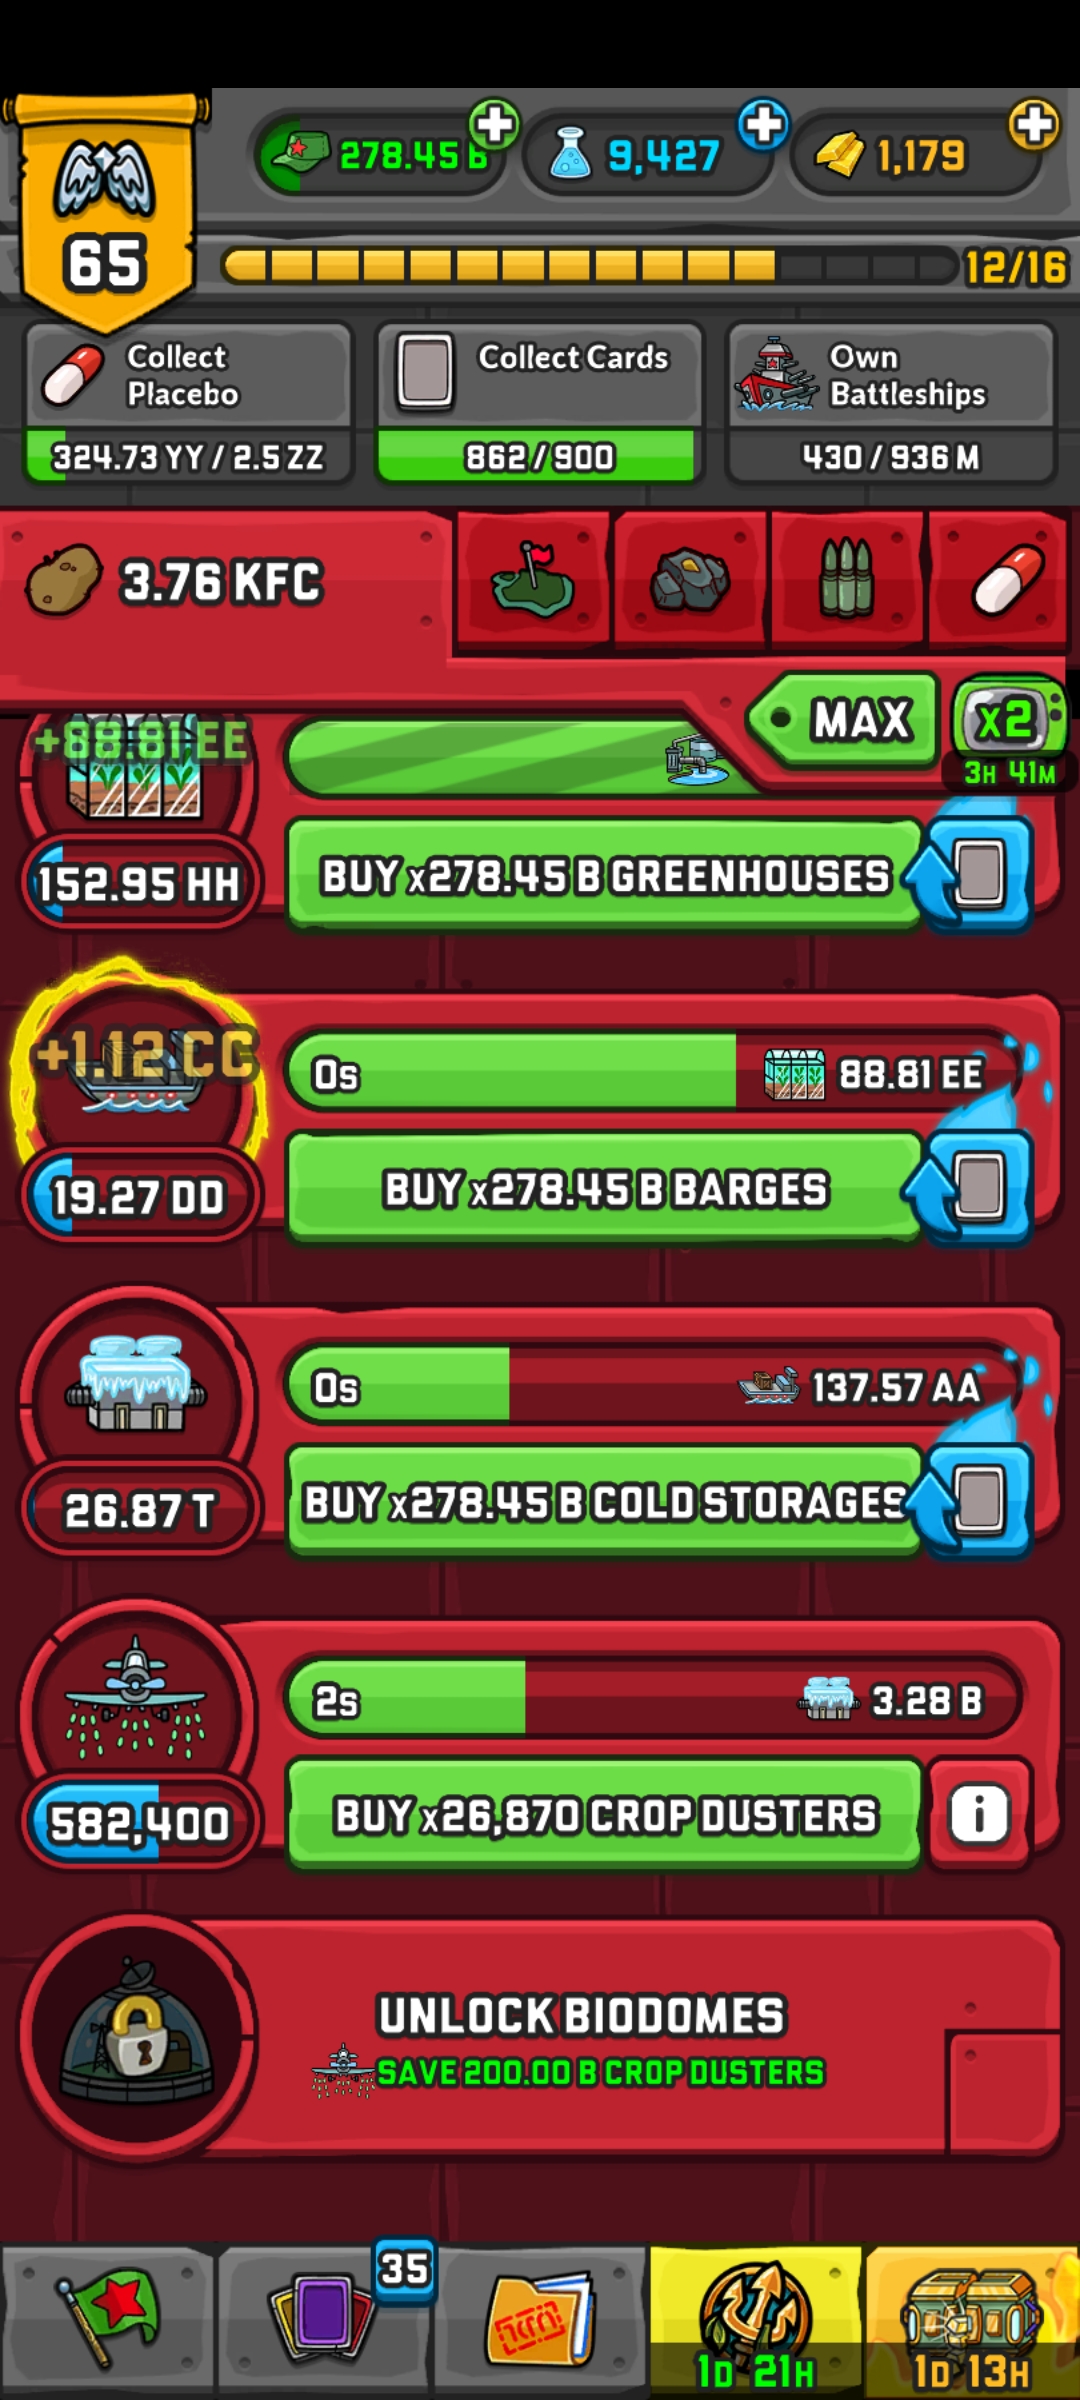 278.45 B
9,427
1,179
65
12/16
Collect
Placebo
324.73 YY / 2.5 ZZ
Collect Cards
862/900
Own
Battleships
430 / 936 M
3.76 KFC
MAX
x2
3H 41M
+88.81 EE
152.95 HH
BUY x278.45 B GREENHOUSES
+1.12 CC
19.27 DD
0s
88.81 EE
BUY x278.45 B BARGES
26.87 T
0s
137.57 AA
BUY x278.45 B COLD STORAGES
582,400
2s
3.28 B
BUY x26,870 CROP DUSTERS
i
UNLOCK BIODOMES
SAVE 200.00 B CROP DUSTERS
35
1D 21H
1D 13H